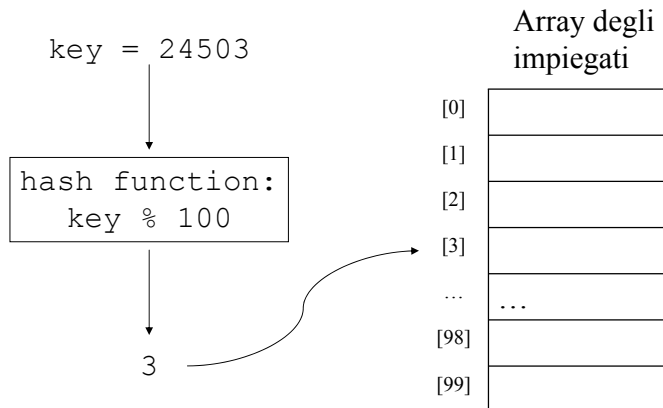 key = 24503
hash function:
key % 100
3
Array degli
impiegati
[0]
[1]
[2]
[3]
... ...
[98]
[99]